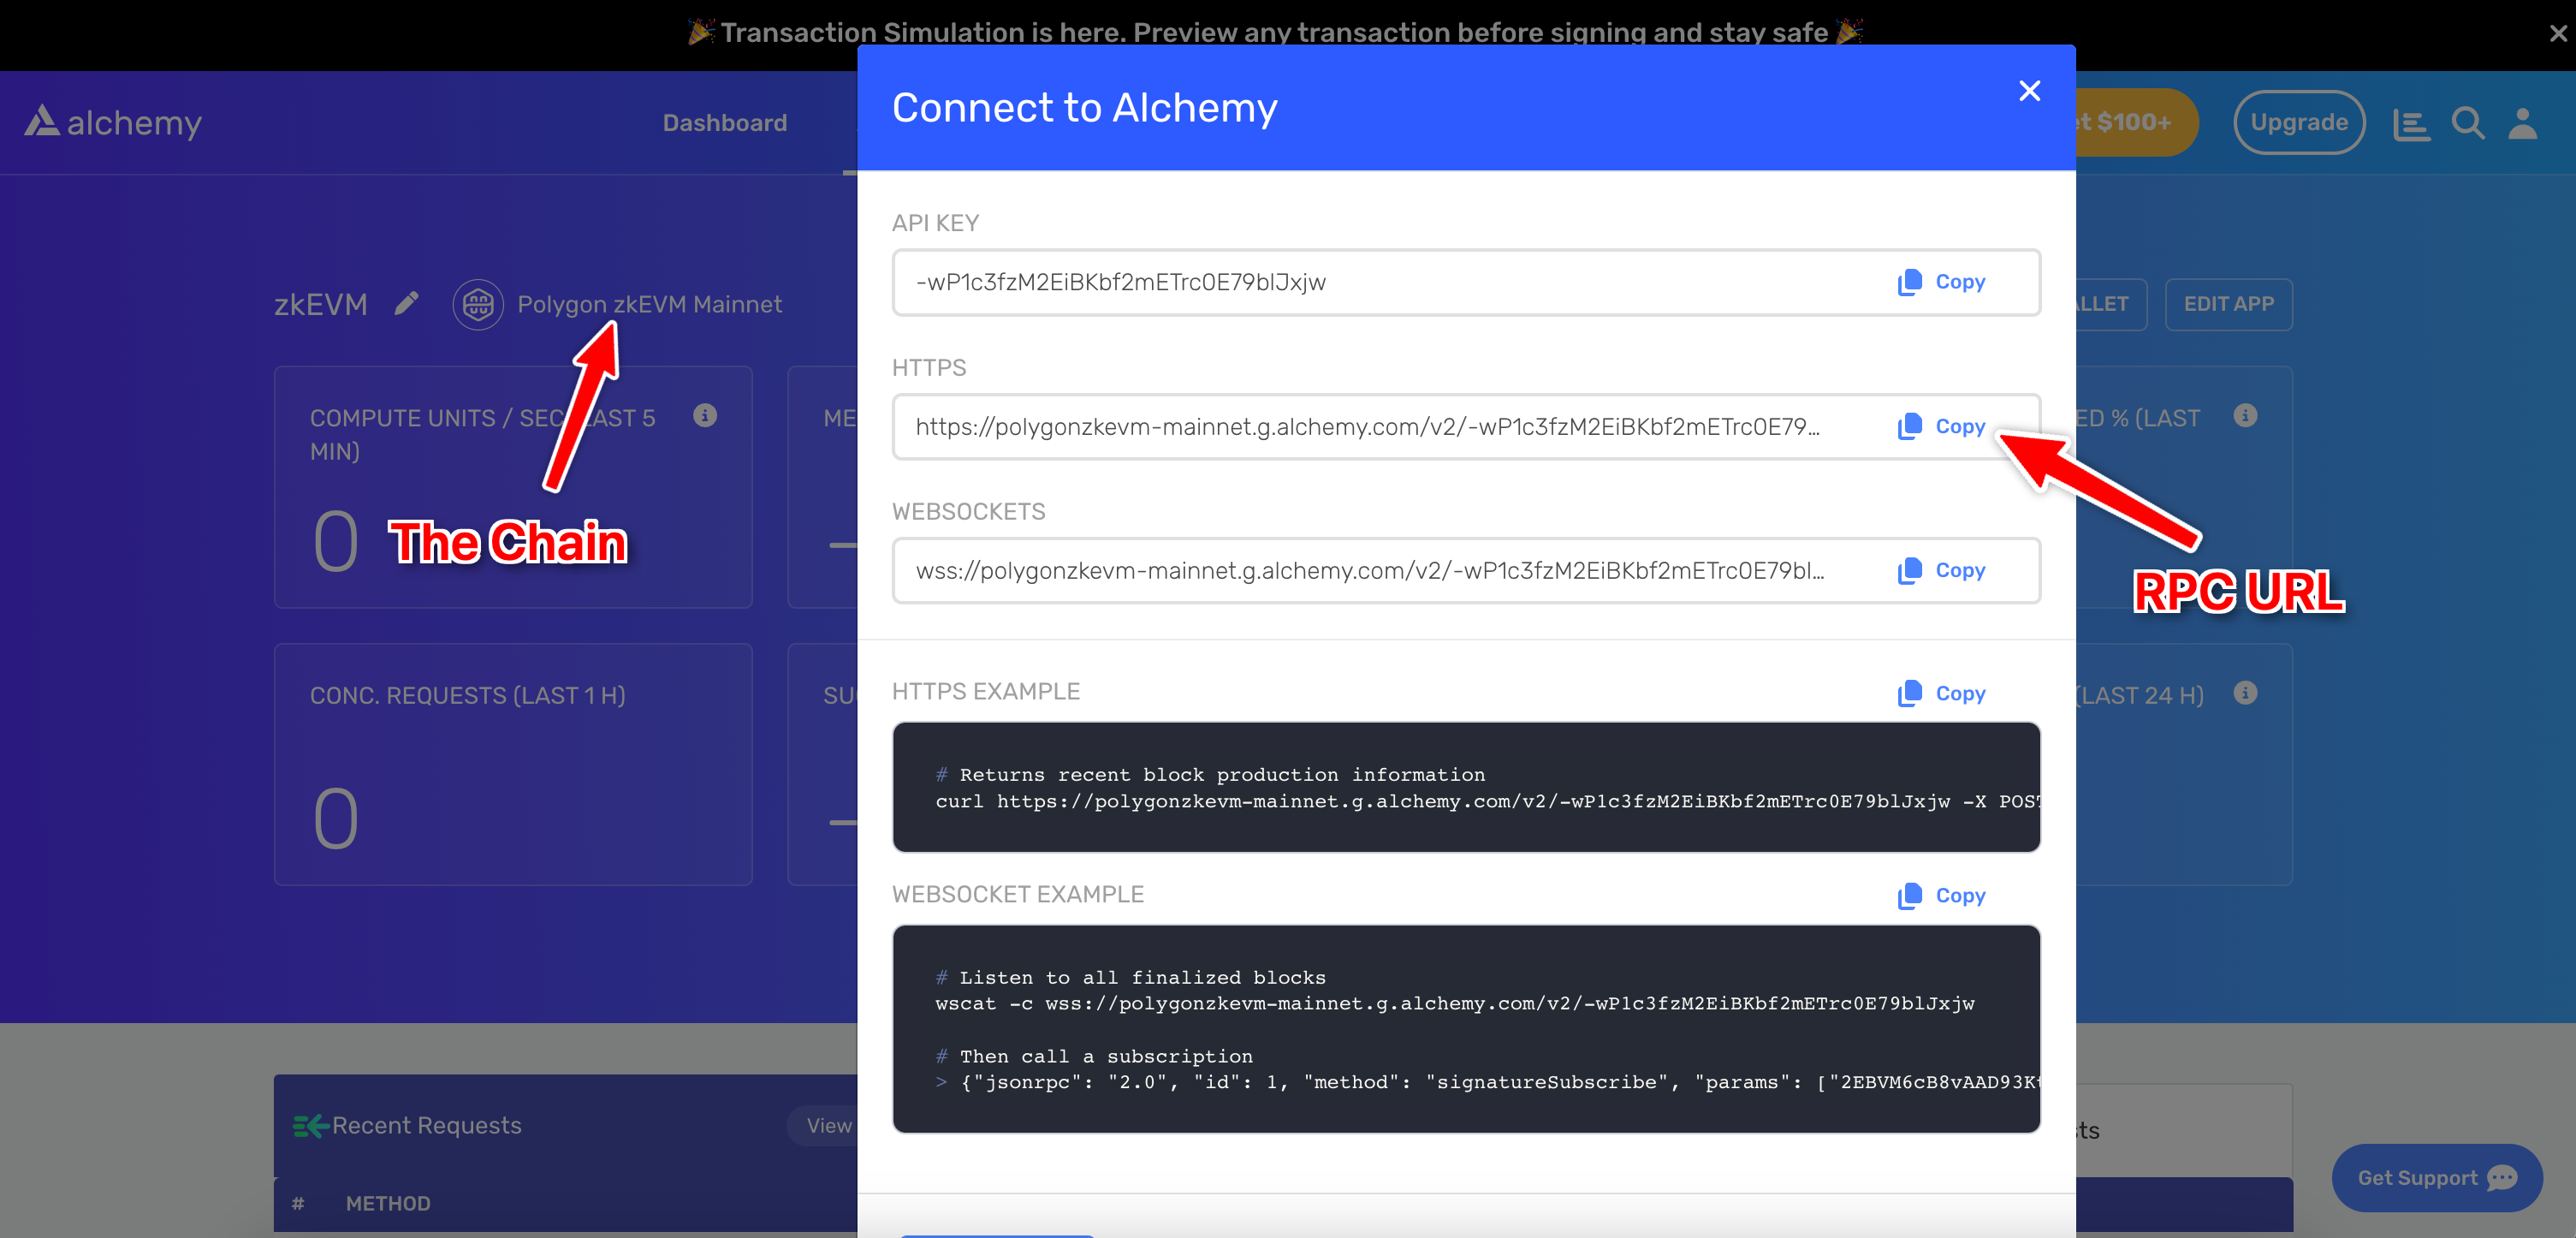 🎉 Transaction Simulation is here. Preview any transaction before signing and stay safe 🎉
alchemy
Dashboard
et $100+
Upgrade
Connect to Alchemy
API KEY
-wP1c3fzM2EiBKbf2mETrc0E79blJxjw
Copy
zkEVM
Polygon zkEVM Mainnet
ALLET
EDIT APP
HTTPS
https://polygonzkevm-mainnet.g.alchemy.com/v2/-wP1c3fzM2EiBKbf2mETrc0E79...
Copy
COMPUTE UNITS / SEC LAST 5
MIN)
0
The Chain
ME
ED % (LAST
WEBSOCKETS
wss://polygonzkevm-mainnet.g.alchemy.com/v2/-wP1c3fzM2EiBKbf2mETrc0E79bl...
Copy
RPC URL
CONC. REQUESTS (LAST 1 H)
0
SU
(LAST 24 H)
HTTPS EXAMPLE
Copy
# Returns recent block production information
curl https://polygonzkevm-mainnet.g.alchemy.com/v2/-wP1c3fzM2EiBKbf2mETrc0E79blJxjw -X POST
WEBSOCKET EXAMPLE
Copy
# Listen to all finalized blocks
wscat -c wss://polygonzkevm-mainnet.g.alchemy.com/v2/-wP1c3fzM2EiBKbf2mETrc0E79blJxjw
# Then call a subscription
> {"jsonrpc": "2.0", "id": 1, "method": "signatureSubscribe", "params": ["2EBVM6cB8vAAD93Kt
Recent Requests
View
ts
# METHOD
Get Support